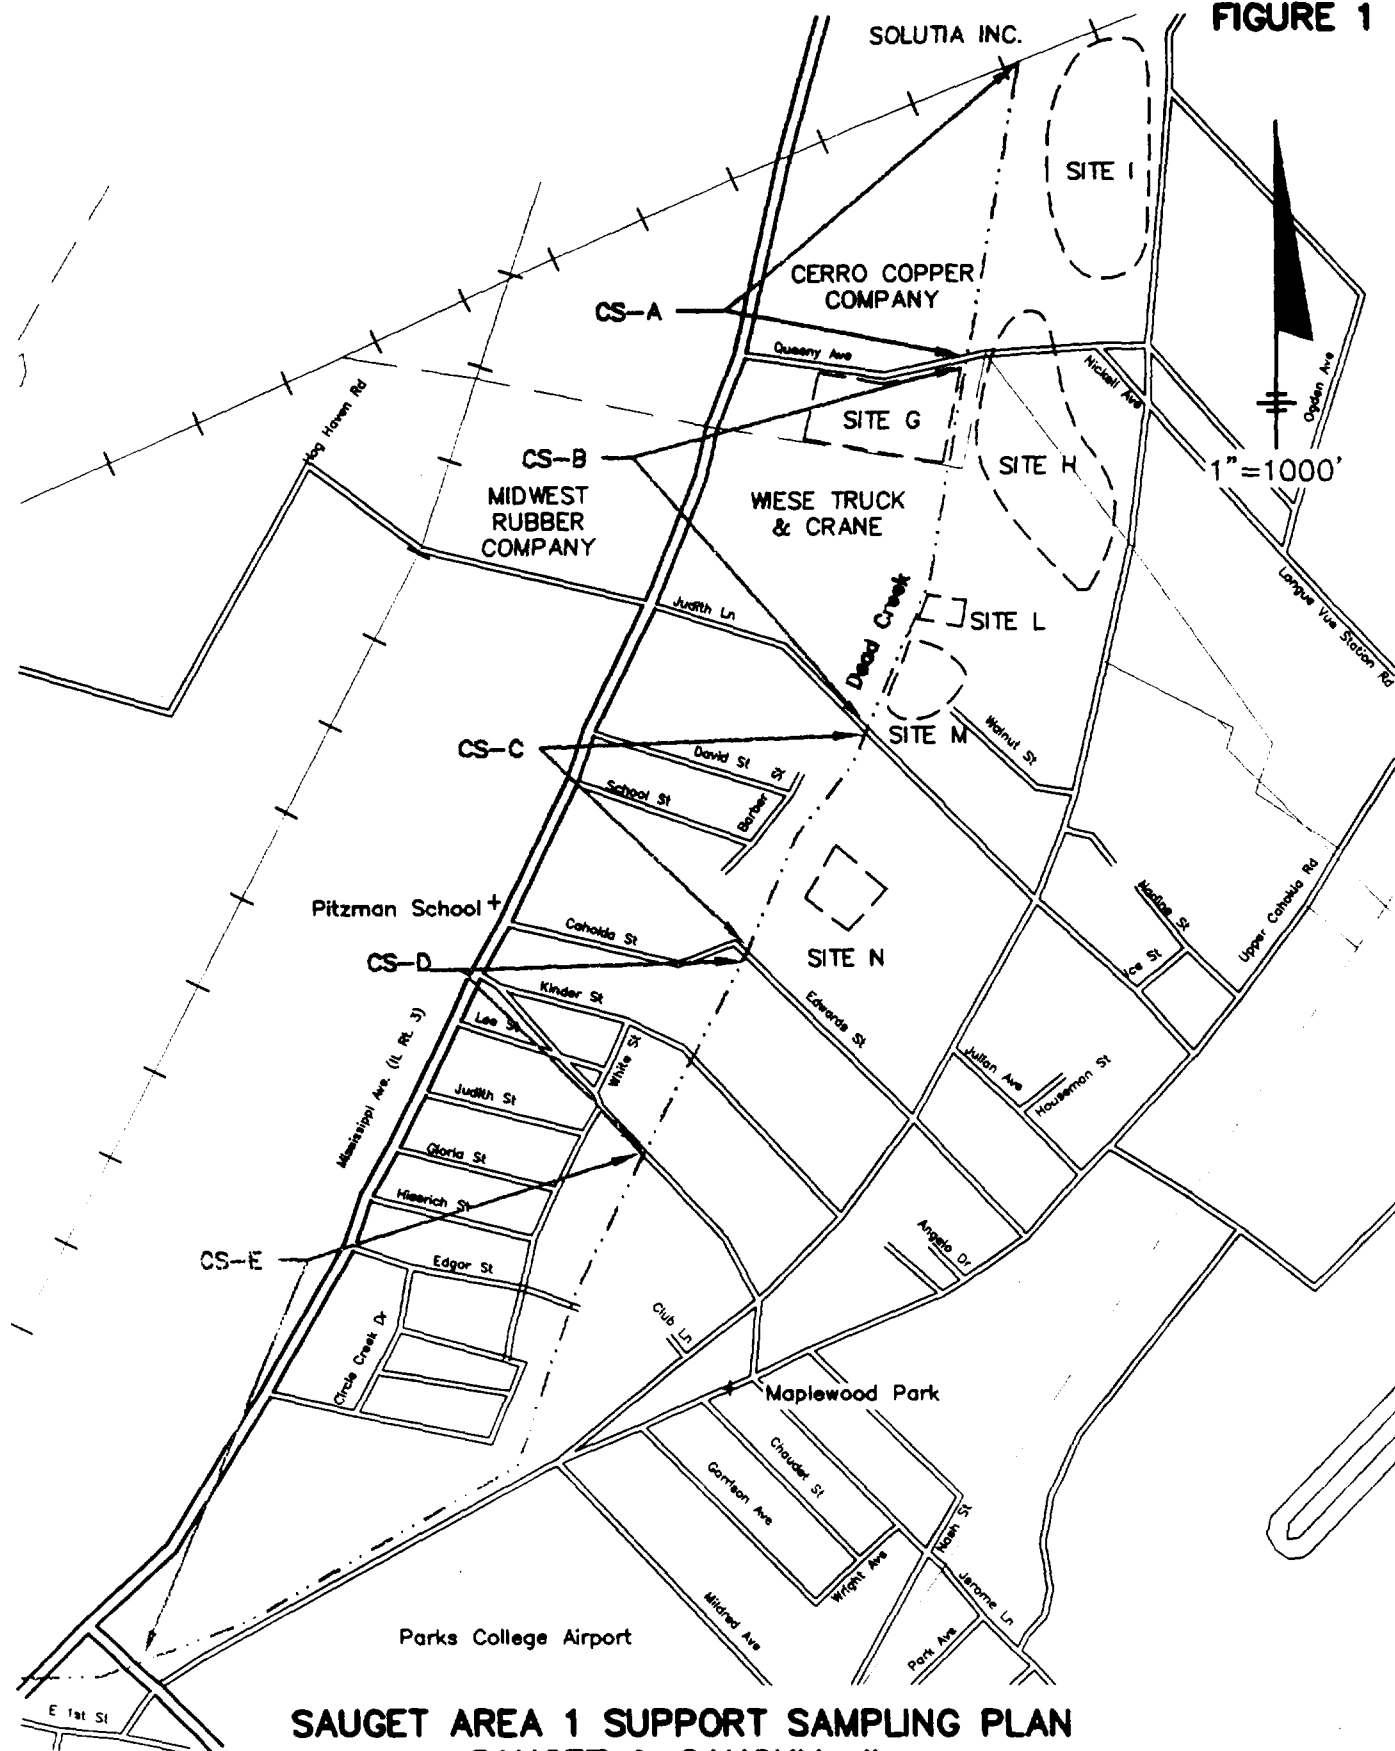 FIGURE 1
SOLUTIA INC.
SITE I
CERRO COPPER
COMPANY
CS-A
Queeny Ave
Nickell Ave
Ogden Ave
Hog Haven Rd
SITE G
CS-B
SITE H
1"=1000'
MIDWEST
RUBBER
COMPANY
WIESE TRUCK
& CRANE
Judith Ln
Dead Creek
SITE L
Longue Vue Station Rd
SITE M
Walnut St
CS-C
David St
School St
Barber St
Pitzman School
Cahokia St
CS-D
SITE N
Nadine St
Upper Cahokia Rd
Ice St
Kinder St
Lee St
Edwards St
Mississippi Ave. (IL Rt. 3)
White St
Julian Ave
Houseman St
Judith St
Gloria St
Hienrich St
CS-E
Edgar St
Angelo Dr
Circle Creek Dr
Club Ln
Maplewood Park
Chaudet St
Garrison Ave
Nash St
Wright Ave
Jerome Ln
Mildred Ave
Park Ave
Parks College Airport
E 1st St
SAUGET AREA 1 SUPPORT SAMPLING PLAN